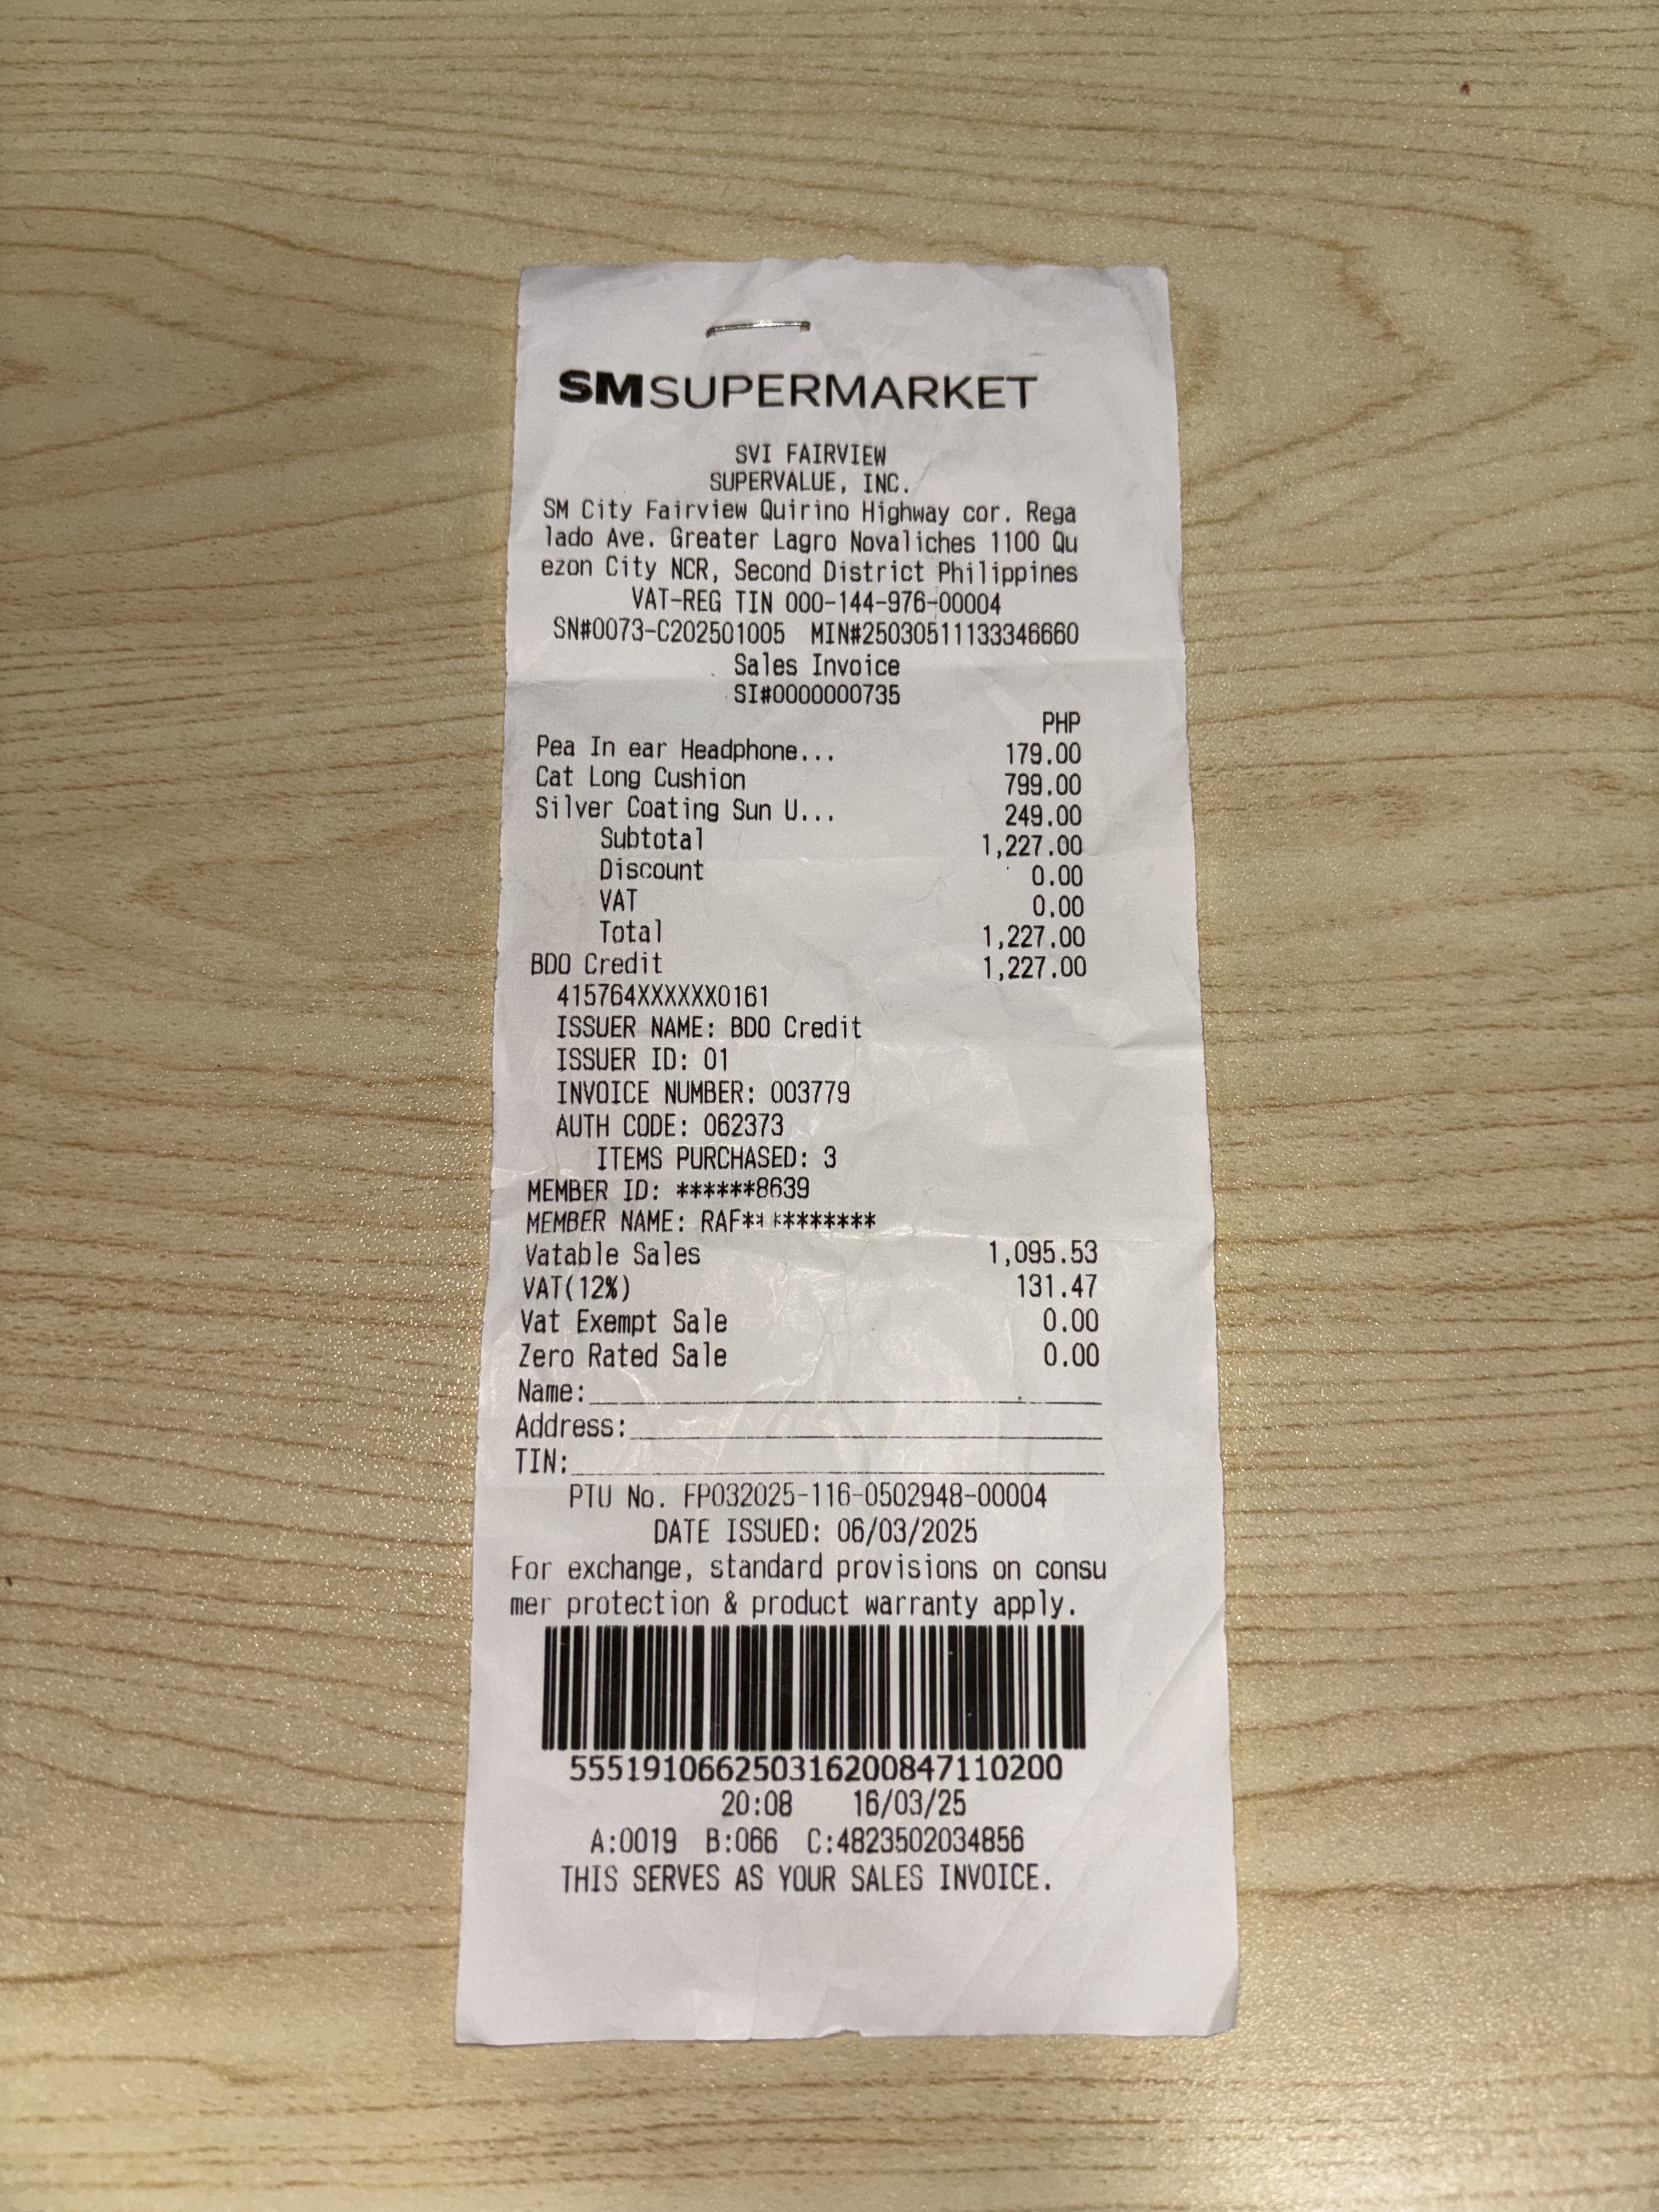 SMSUPERMARKET
SVI FAIRVIEW
SUPERVALUE, INC.
SM City Fairview Quirino Highway cor. Rega
lado Ave. Greater Lagro Novaliches 1100 Qu
ezon City NCR, Second District Philippines
VAT-REG TIN 000-144-976-00004
SN#0073-C202501005 MIN#25030511133346660
Sales Invoice
SI#0000000735
PHP
Pea In ear Headphone... 179.00
Cat Long Cushion 799.00
Silver Coating Sun U... 249.00
Subtotal 1,227.00
Discount 0.00
VAT 0.00
Total 1,227.00
BDO Credit 1,227.00
415764XXXXXX0161
ISSUER NAME: BDO Credit
ISSUER ID: 01
INVOICE NUMBER: 003779
AUTH CODE: 062373
ITEMS PURCHASED: 3
MEMBER ID: ******8639
MEMBER NAME: RAF**********
Vatable Sales 1,095.53
VAT(12%) 131.47
Vat Exempt Sale 0.00
Zero Rated Sale 0.00
Name:
Address:
TIN:
PTU No. FP032025-116-0502948-00004
DATE ISSUED: 06/03/2025
For exchange, standard provisions on consu
mer protection & product warranty apply.
555191066250316200847110200
20:08 16/03/25
A:0019 B:066 C:4823502034856
THIS SERVES AS YOUR SALES INVOICE.